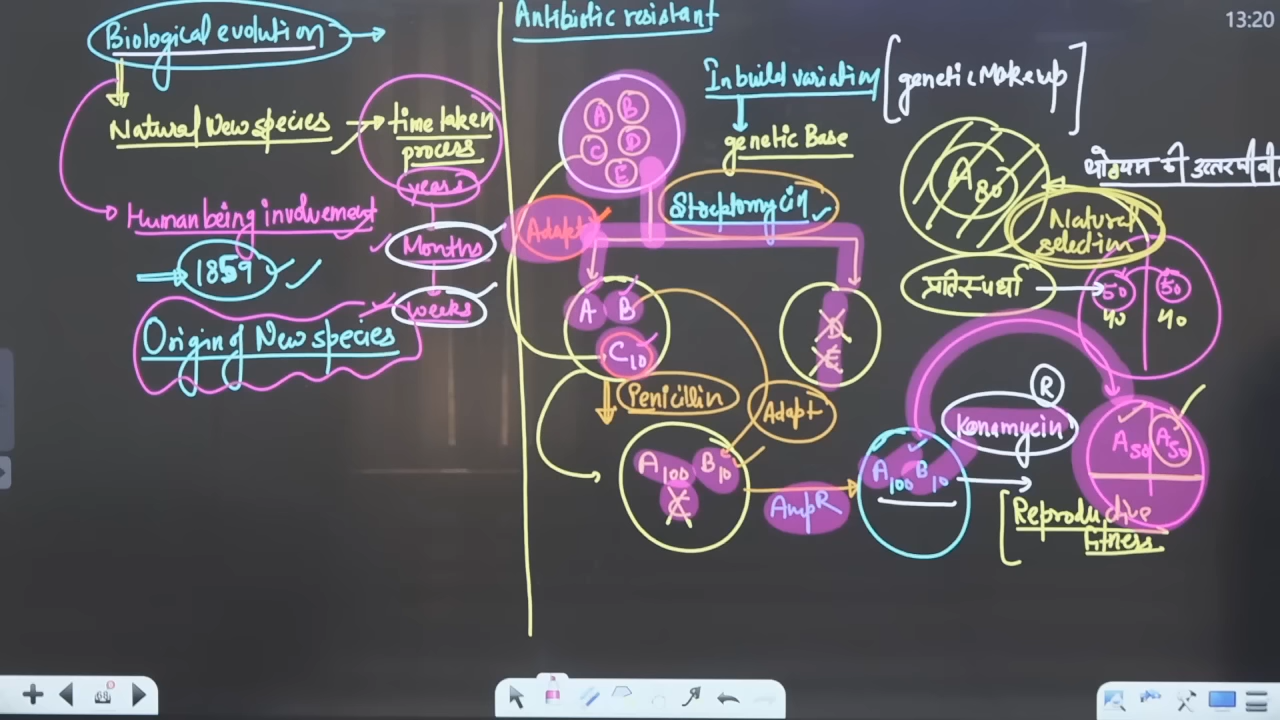 Biological evolution
Natural New species
time taken
process
years
Human being involvement
Months
1859
weeks
Origin of New species
Antibiotic resistant
13:20
Inbuild variation [genetic Makeup]
genetic Base
A B
C D
E
Streptomycin
Adapt
A B
C10
D
E
Penicillin
Adapt
A100 B10
C
AmpR
A100 B10
Kanamycin
R
A50 A50
Reproductive
fitness
A80
Natural
selection
प्रतिस्पर्धा
50 50
40 40
68